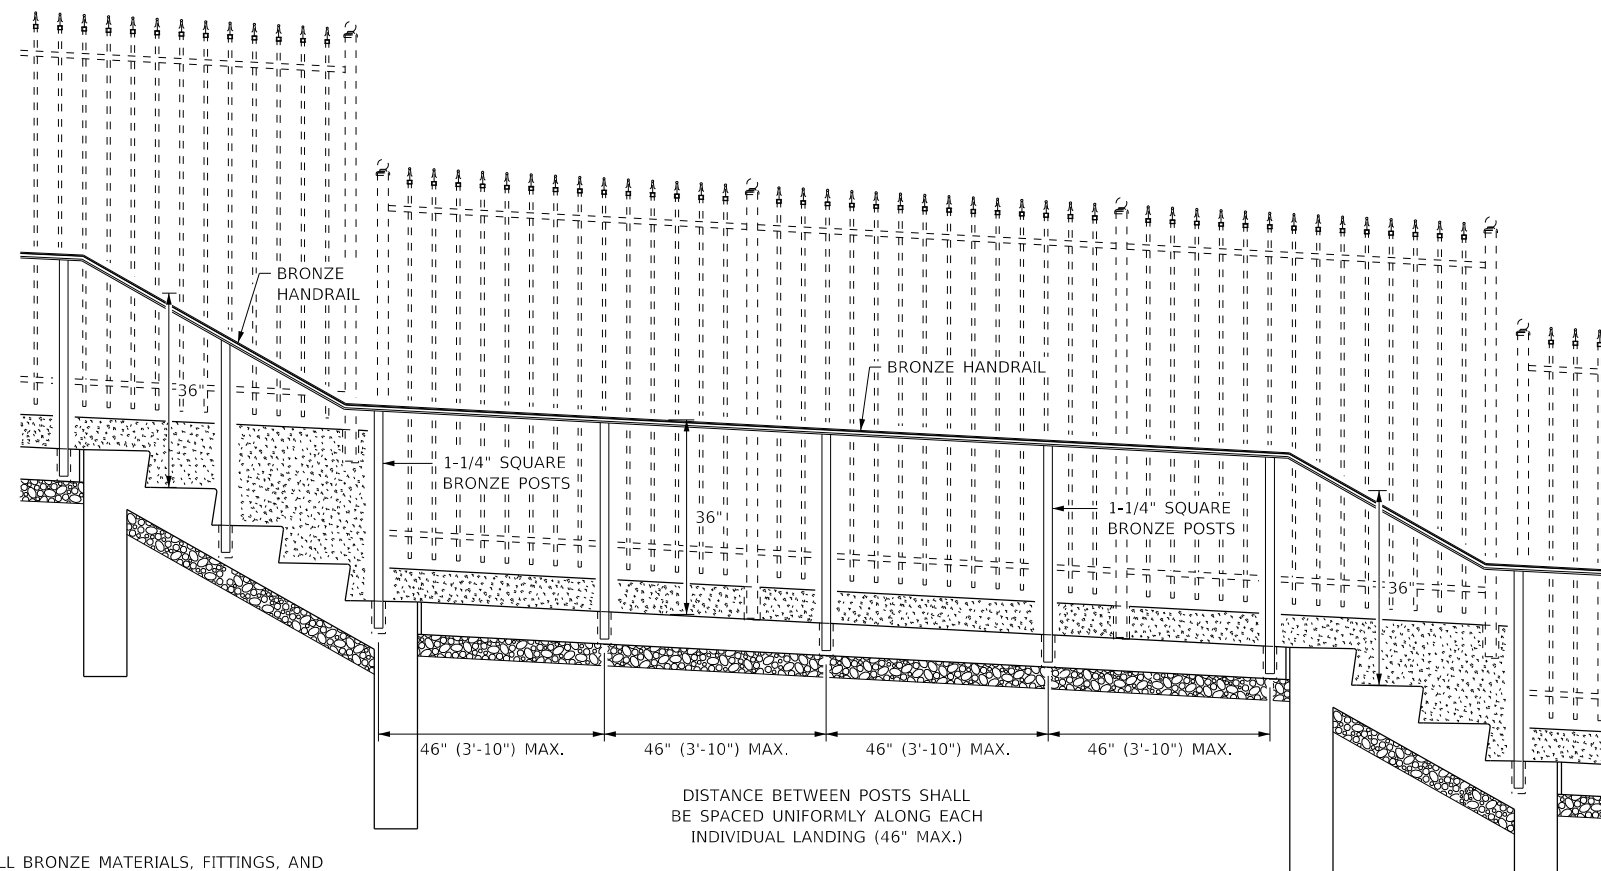 BRONZE
HANDRAIL
36"
BRONZE HANDRAIL
1-1/4" SQUARE
BRONZE POSTS
36"
1-1/4" SQUARE
BRONZE POSTS
36
46" (3'-10") MAX.
46" (3'-10") MAX.
46" (3'-10") MAX.
46" (3'-10") MAX.
DISTANCE BETWEEN POSTS SHALL
BE SPACED UNIFORMLY ALONG EACH
INDIVIDUAL LANDING (46" MAX.)
LL BRONZE MATERIALS, FITTINGS, AND